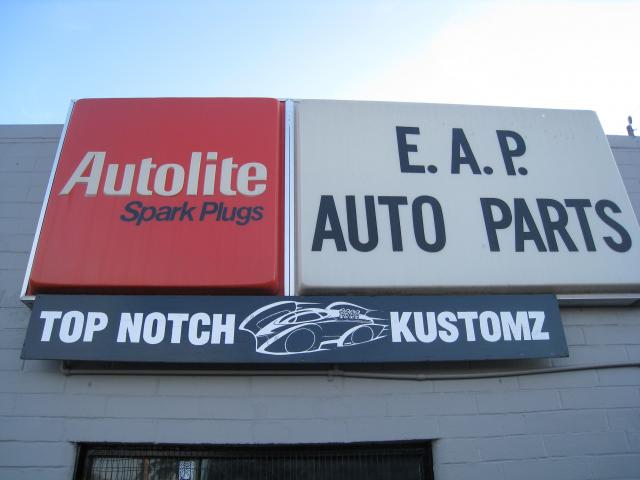 Autolite
Spark Plugs
E.A.P.
AUTO PARTS
TOP NOTCH KUSTOMZ